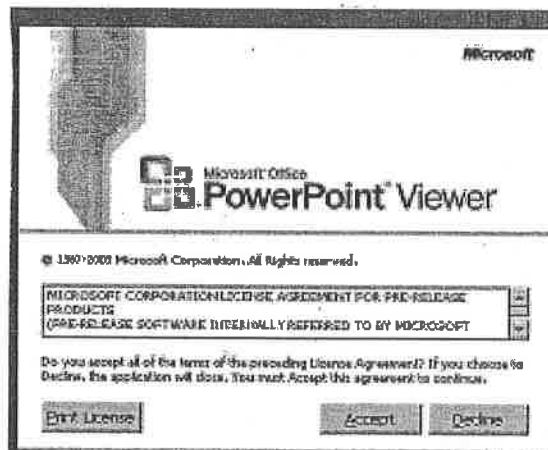 Microsoft
Microsoft Office
PowerPoint Viewer
Microsoft Corporation. All Rights reserved.
MICROSOFT CORPORATION LICENSE AGREEMENT FOR PRE-RELEASE
PRODUCTS
(PRE-RELEASE SOFTWARE INTERNALLY REFERRED TO BY MICROSOFT
Do you accept all of the terms of the preceding License Agreement? If you choose to
Decline, the application will close. You must Accept this agreement to continue.
Print License
Accept
Decline